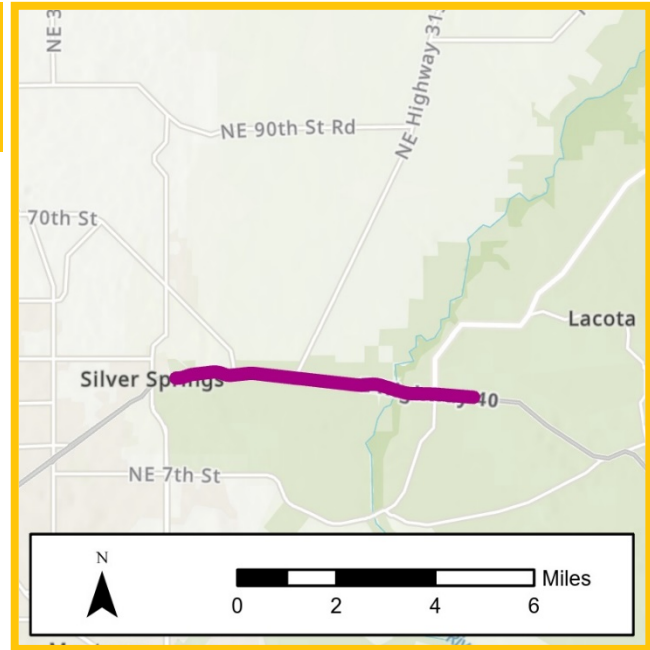 NE 3
NE Highway 31
NE 90th St Rd
70th St
Lacota
Silver Springs
Highway 40
NE 7th St
N
Miles
0 2 4 6